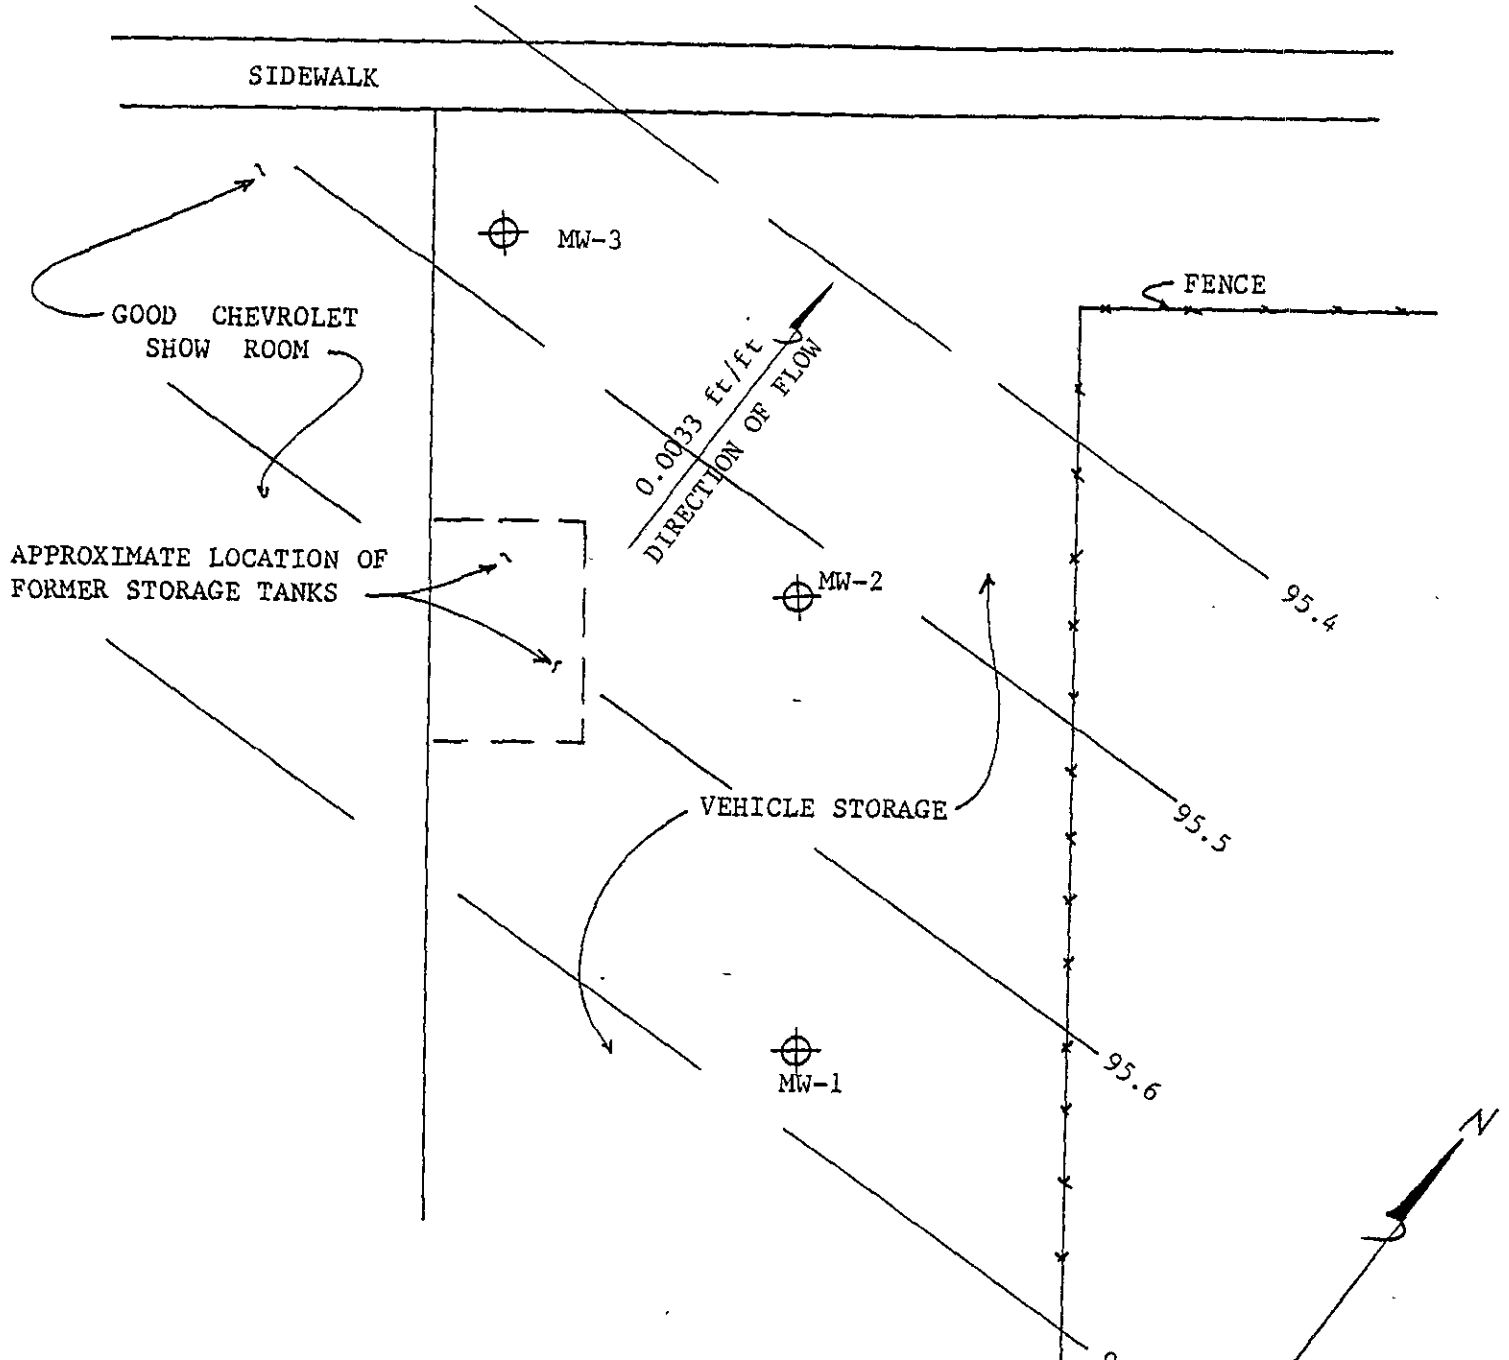 SIDEWALK
MW-3
FENCE
GOOD CHEVROLET
SHOW ROOM
0.0033 ft/ft
DIRECTION OF FLOW
APPROXIMATE LOCATION OF
FORMER STORAGE TANKS
MW-2
95.4
VEHICLE STORAGE
95.5
MW-1
95.6
N